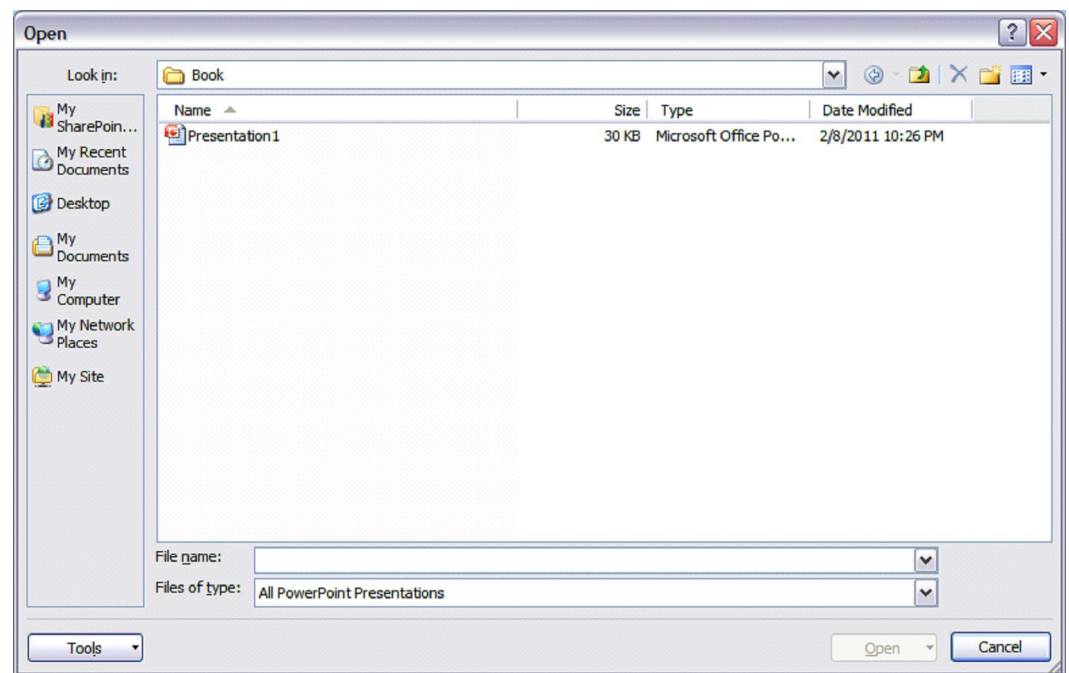 Open
Look in: Book
Name Size Type Date Modified
Presentation1 30 KB Microsoft Office Po... 2/8/2011 10:26 PM
My
SharePoin...
My Recent
Documents
Desktop
My
Documents
My
Computer
My Network
Places
My Site
File name:
Files of type: All PowerPoint Presentations
Tools Open Cancel